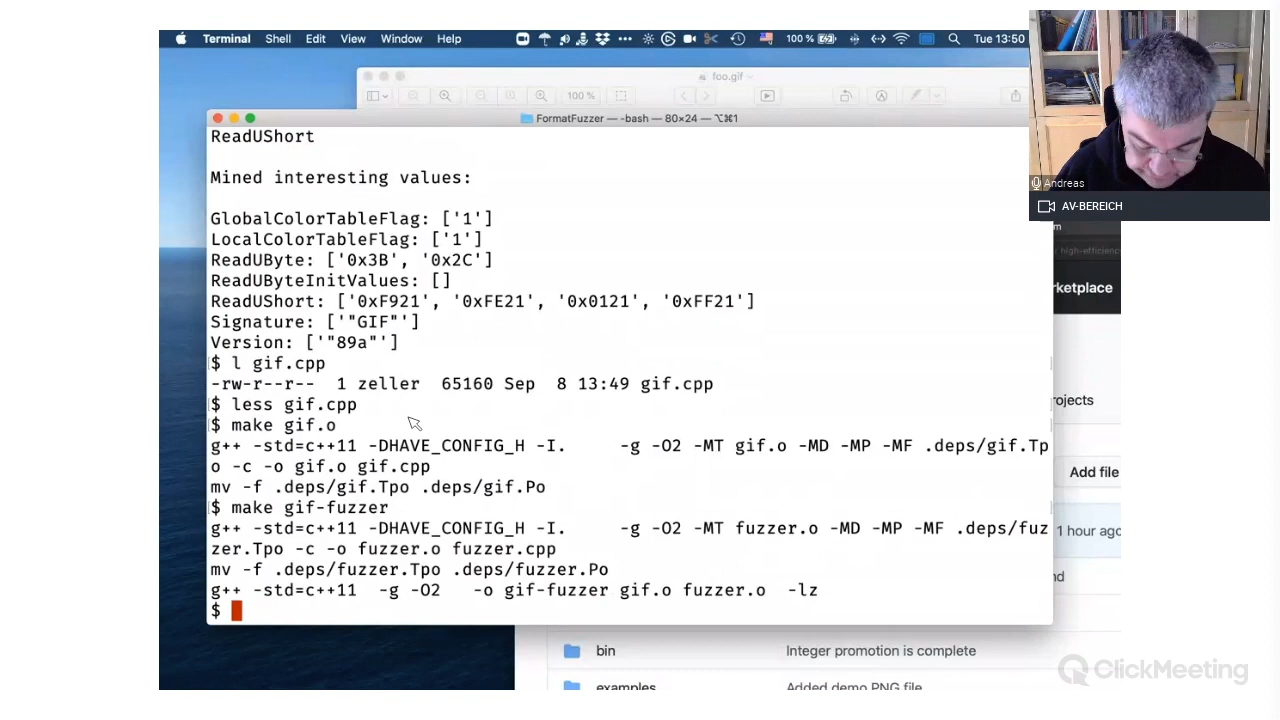 Terminal Shell Edit View Window Help 100 % Tue 13:50
foo.gif
100 %
FormatFuzzer — -bash — 80×24 — ⌥⌘1
ReadUShort
Mined interesting values:
GlobalColorTableFlag: ['1']
LocalColorTableFlag: ['1']
ReadUByte: ['0x3B', '0x2C']
ReadUByteInitValues: []
ReadUShort: ['0xF921', '0xFE21', '0x0121', '0xFF21']
Signature: ['"GIF"']
Version: ['"89a"']
$ l gif.cpp
-rw-r--r-- 1 zeller 65160 Sep 8 13:49 gif.cpp
$ less gif.cpp
$ make gif.o
g++ -std=c++11 -DHAVE_CONFIG_H -I. -g -O2 -MT gif.o -MD -MP -MF .deps/gif.Tp
o -c -o gif.o gif.cpp
mv -f .deps/gif.Tpo .deps/gif.Po
$ make gif-fuzzer
g++ -std=c++11 -DHAVE_CONFIG_H -I. -g -O2 -MT fuzzer.o -MD -MP -MF .deps/fuz
zer.Tpo -c -o fuzzer.o fuzzer.cpp
mv -f .deps/fuzzer.Tpo .deps/fuzzer.Po
g++ -std=c++11 -g -O2 -o gif-fuzzer gif.o fuzzer.o -lz
$
Andreas
AV-BEREICH
m
high-efficienc
rketplace
rojects
Add file
1 hour ago
nd
bin Integer promotion is complete
examples Added demo PNG file
ClickMeeting